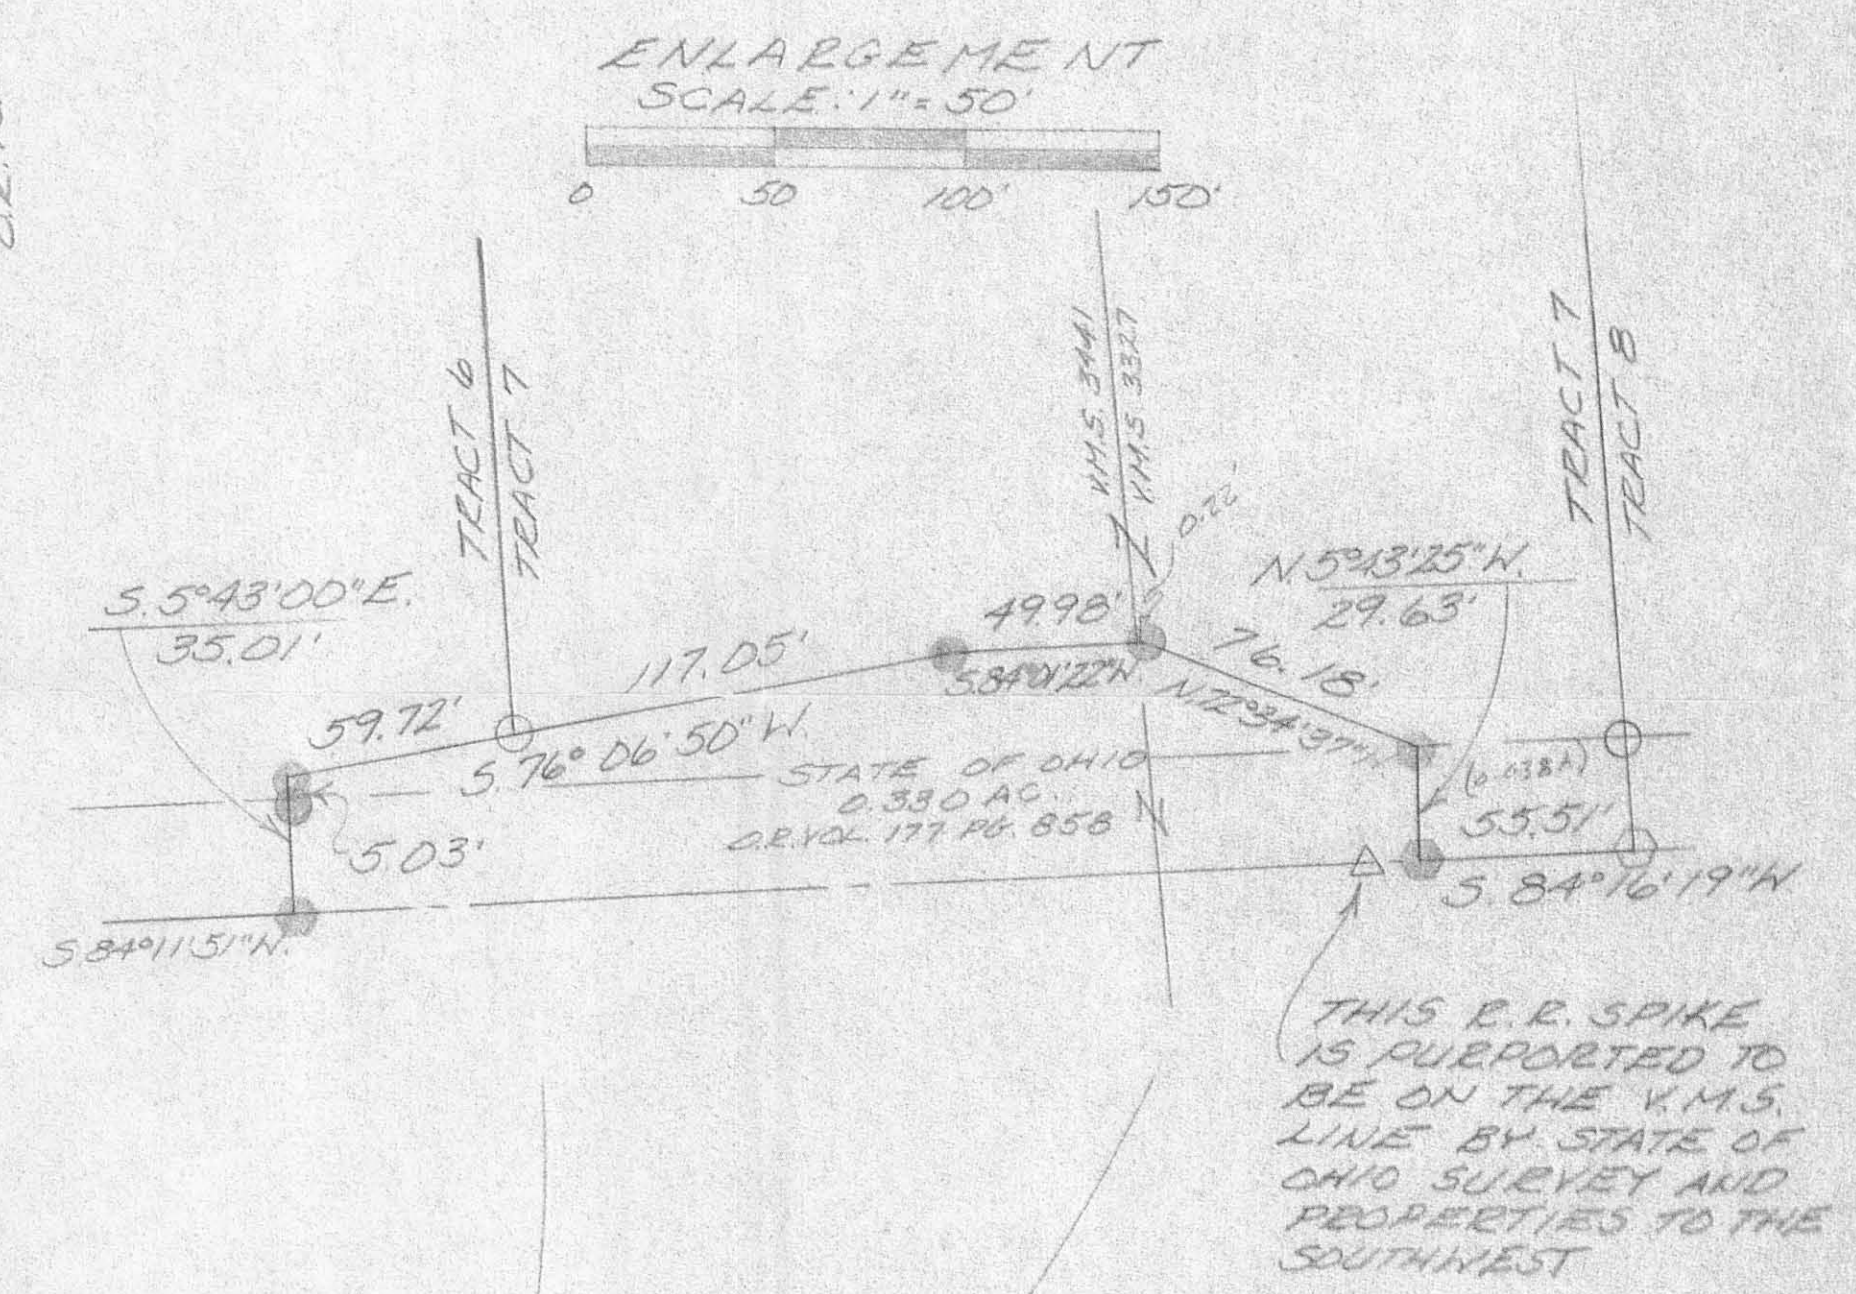 ENLARGEMENT
SCALE: 1" = 50'
0 50 100' 150'
TRACT 6
TRACT 7
V.M.S. 3441
V.M.S. 3327
0.22'
TRACT 7
TRACT 8
S. 5°43'00" E.
35.01'
N. 5°43'25" W.
29.63'
59.72'
117.05'
49.98'
76.18'
S. 76° 06' 50" W.
S. 84°01'22" W.
N. 72°34'37"
STATE OF OHIO
0.330 AC.
O.R. VOL. 177 PG. 858
(0.038A)
5.03'
55.51'
S. 84°11'51" W.
S. 84°16'19" W
THIS R.R. SPIKE
IS PURPORTED TO
BE ON THE V.M.S.
LINE BY STATE OF
OHIO SURVEY AND
PROPERTIES TO THE
SOUTHWEST